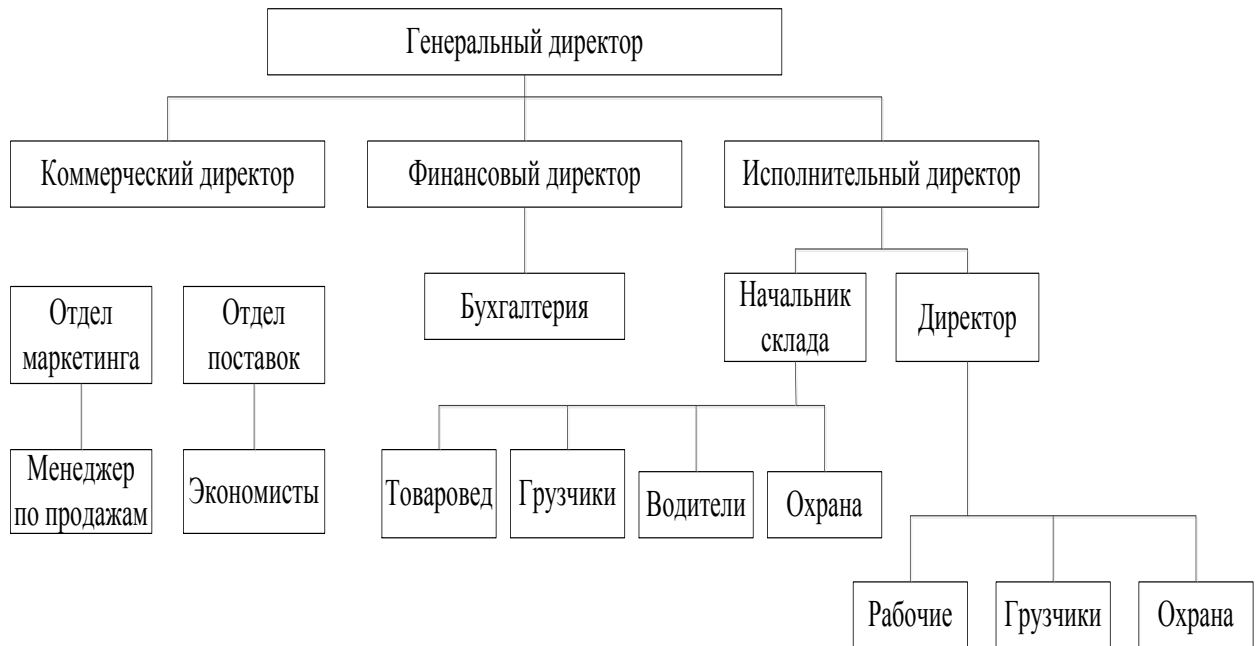 Генеральный директор
Коммерческий директор
Финансовый директор
Исполнительный директор
Отдел
маркетинга
Отдел
поставок
Бухгалтерия
Начальник
склада
Директор
Менеджер
по продажам
Экономисты
Товаровед
Грузчики
Водители
Охрана
Рабочие
Грузчики
Охрана